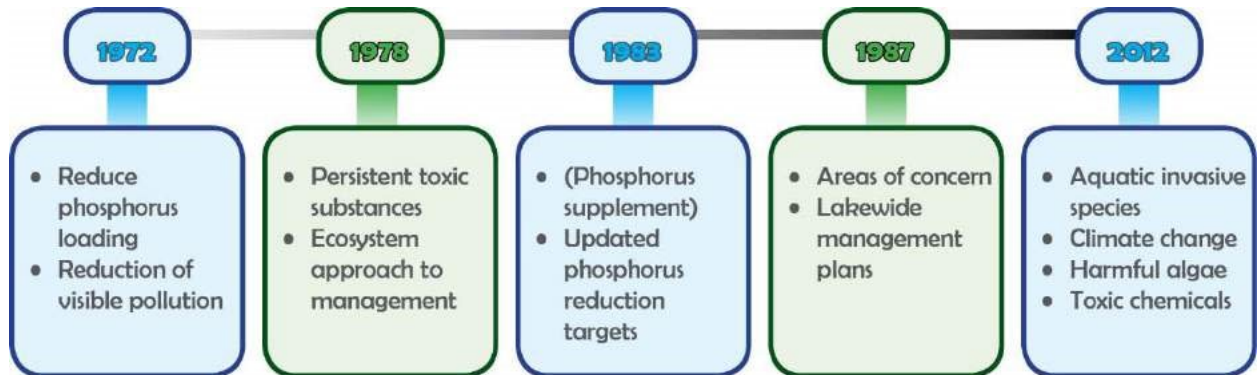 1972
1978
1983
1987
2012
• Reduce
phosphorus
loading
• Reduction of
visible pollution
• Persistent toxic
substances
• Ecosystem
approach to
management
• (Phosphorus
supplement)
• Updated
phosphorus
reduction
targets
• Areas of concern
• Lakewide
management
plans
• Aquatic invasive
species
• Climate change
• Harmful algae
• Toxic chemicals